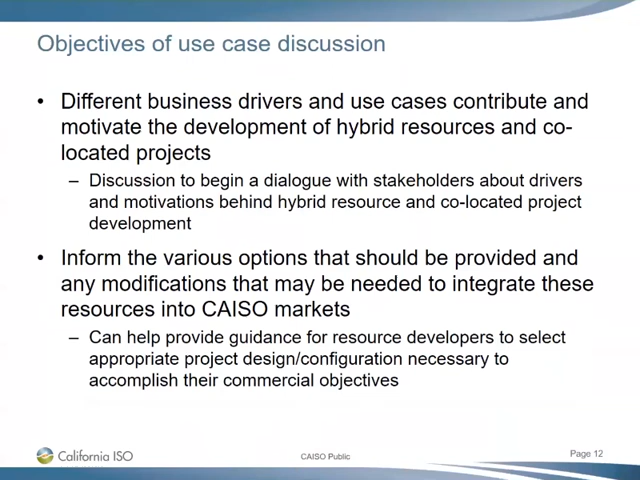 Objectives of use case discussion
• Different business drivers and use cases contribute and
motivate the development of hybrid resources and co-
located projects
– Discussion to begin a dialogue with stakeholders about drivers
and motivations behind hybrid resource and co-located project
development
• Inform the various options that should be provided and
any modifications that may be needed to integrate these
resources into CAISO markets
– Can help provide guidance for resource developers to select
appropriate project design/configuration necessary to
accomplish their commercial objectives
California ISO
CAISO Public
Page 12